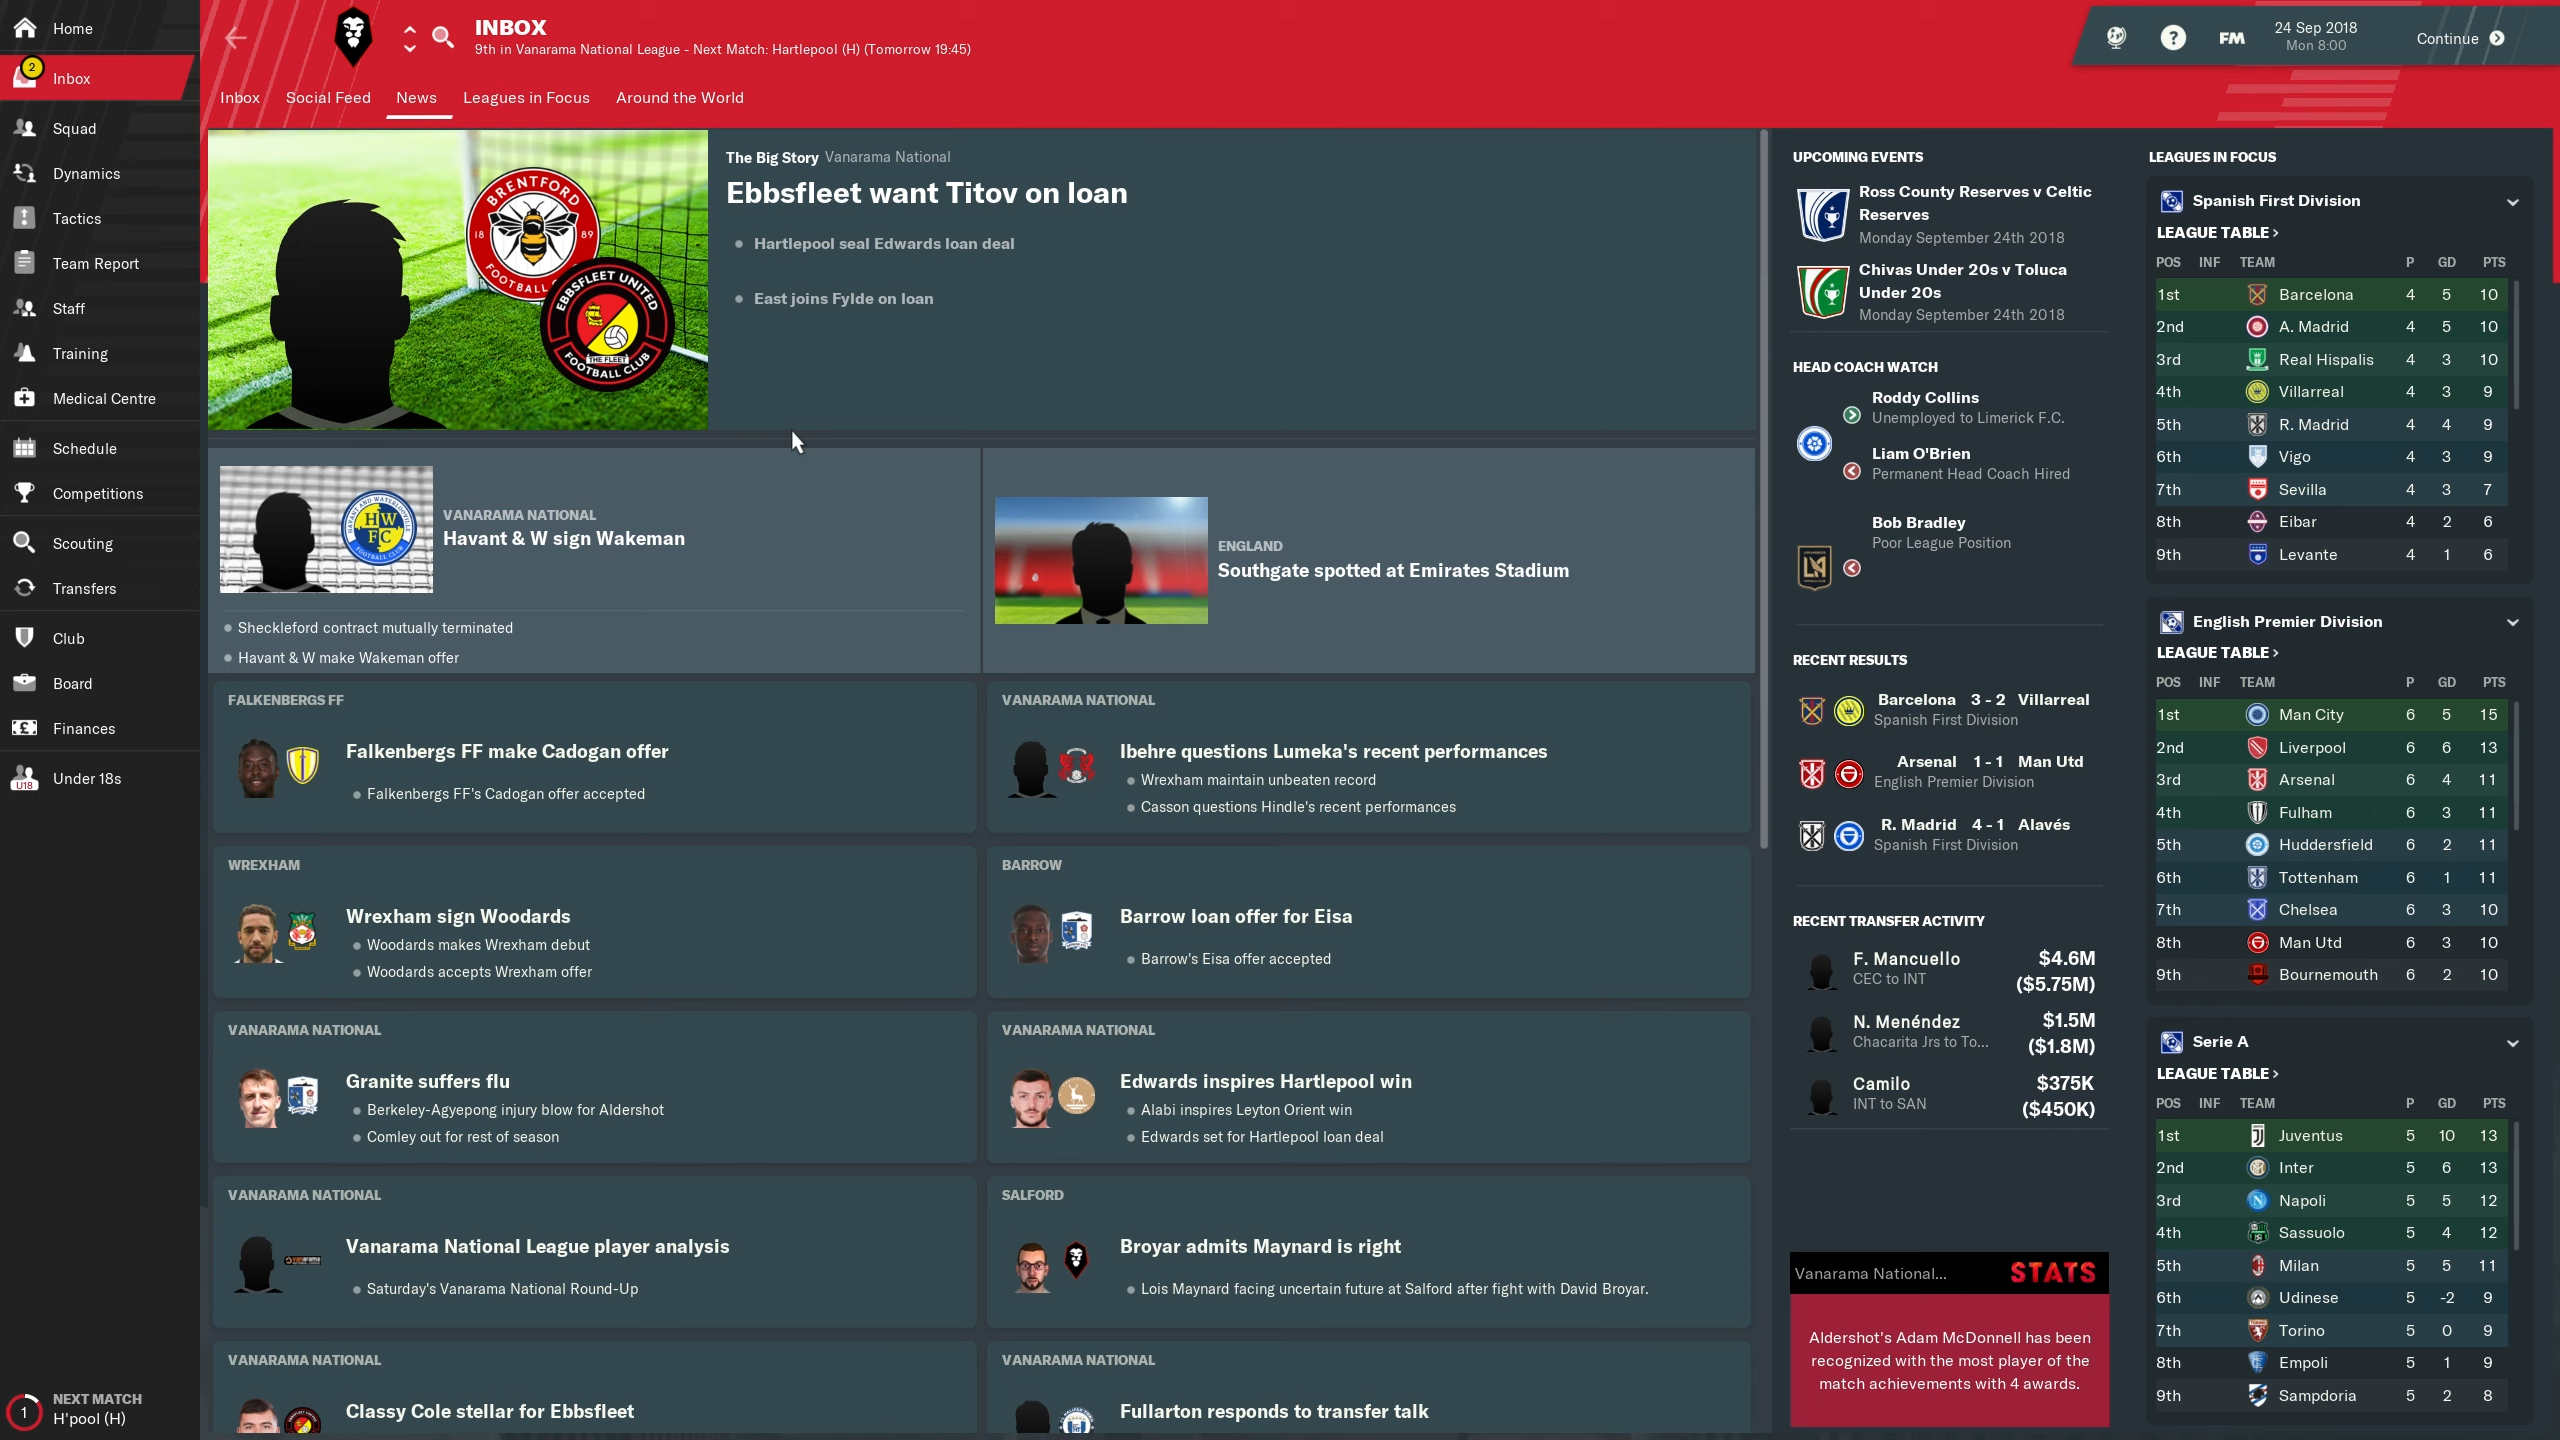 Home
2
Inbox
Squad
Dynamics
Tactics
Team Report
Staff
Training
Medical Centre
Schedule
Competitions
Scouting
Transfers
Club
Board
Finances
U18
Under 18s
1
NEXT MATCH
H'pool (H)
INBOX
9th in Vanarama National League - Next Match: Hartlepool (H) (Tomorrow 19:45)
Inbox Social Feed News Leagues in Focus Around the World
?
FM
24 Sep 2018
Mon 8:00
Continue
BRENTFORD
18 89
FOOTBALL C
EBBSFLEET UNITED
THE FLEET
FOOTBALL CLUB
The Big Story Vanarama National
Ebbsfleet want Titov on loan
Hartlepool seal Edwards loan deal
East joins Fylde on loan
HAVANT AND WATERLOOVILLE
H W
F C
FOOTBALL CLUB
VANARAMA NATIONAL
Havant & W sign Wakeman
Sheckleford contract mutually terminated
Havant & W make Wakeman offer
ENGLAND
Southgate spotted at Emirates Stadium
FALKENBERGS FF
Falkenbergs FF make Cadogan offer
Falkenbergs FF's Cadogan offer accepted
VANARAMA NATIONAL
Ibehre questions Lumeka's recent performances
Wrexham maintain unbeaten record
Casson questions Hindle's recent performances
WREXHAM
Wrexham sign Woodards
Woodards makes Wrexham debut
Woodards accepts Wrexham offer
BARROW
Barrow loan offer for Eisa
Barrow's Eisa offer accepted
VANARAMA NATIONAL
Granite suffers flu
Berkeley-Agyepong injury blow for Aldershot
Comley out for rest of season
VANARAMA NATIONAL
Edwards inspires Hartlepool win
Alabi inspires Leyton Orient win
Edwards set for Hartlepool loan deal
VANARAMA NATIONAL
Vanarama National League player analysis
Saturday's Vanarama National Round-Up
SALFORD
Broyar admits Maynard is right
Lois Maynard facing uncertain future at Salford after fight with David Broyar.
VANARAMA NATIONAL
Classy Cole stellar for Ebbsfleet
VANARAMA NATIONAL
Fullarton responds to transfer talk
UPCOMING EVENTS
Ross County Reserves v Celtic
Reserves
Monday September 24th 2018
Chivas Under 20s v Toluca
Under 20s
Monday September 24th 2018
HEAD COACH WATCH
Roddy Collins
Unemployed to Limerick F.C.
Liam O'Brien
Permanent Head Coach Hired
Bob Bradley
Poor League Position
RECENT RESULTS
Barcelona 3 - 2 Villarreal
Spanish First Division
Arsenal 1 - 1 Man Utd
English Premier Division
R. Madrid 4 - 1 Alavés
Spanish First Division
RECENT TRANSFER ACTIVITY
F. Mancuello $4.6M
CEC to INT ($5.75M)
N. Menéndez $1.5M
Chacarita Jrs to To... ($1.8M)
Camilo $375K
INT to SAN ($450K)
Vanarama National... STATS
Aldershot's Adam McDonnell has been
recognized with the most player of the
match achievements with 4 awards.
LEAGUES IN FOCUS
Spanish First Division
LEAGUE TABLE >
POS INF TEAM P GD PTS
1st Barcelona 4 5 10
2nd A. Madrid 4 5 10
3rd Real Hispalis 4 3 10
4th Villarreal 4 3 9
5th R. Madrid 4 4 9
6th Vigo 4 3 9
7th Sevilla 4 3 7
8th Eibar 4 2 6
9th Levante 4 1 6
English Premier Division
LEAGUE TABLE >
POS INF TEAM P GD PTS
1st Man City 6 5 15
2nd Liverpool 6 6 13
3rd Arsenal 6 4 11
4th Fulham 6 3 11
5th Huddersfield 6 2 11
6th Tottenham 6 1 11
7th Chelsea 6 3 10
8th Man Utd 6 3 10
9th Bournemouth 6 2 10
Serie A
LEAGUE TABLE >
POS INF TEAM P GD PTS
1st Juventus 5 10 13
2nd Inter 5 6 13
3rd Napoli 5 5 12
4th Sassuolo 5 4 12
5th Milan 5 5 11
6th Udinese 5 -2 9
7th Torino 5 0 9
8th Empoli 5 1 9
9th Sampdoria 5 2 8